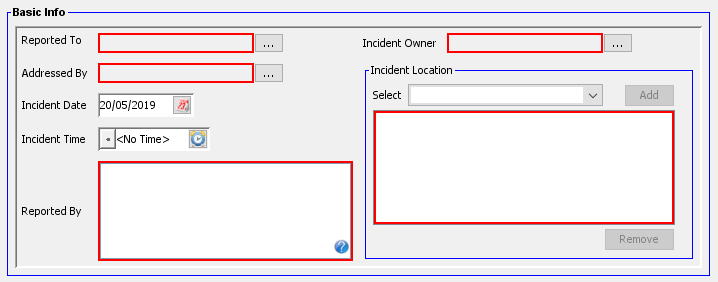 Basic Info
Reported To ...
Incident Owner ...
Addressed By ...
Incident Location
Select Add
Incident Date 20/05/2019
Incident Time « <No Time>
Reported By ?
Remove